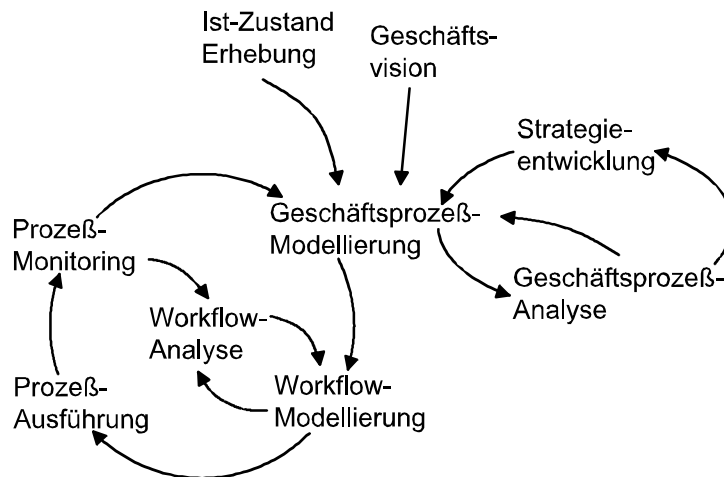 Ist-Zustand
Erhebung
Geschäfts-
vision
Strategie-
entwicklung
Geschäftsprozeß-
Modellierung
Prozeß-
Monitoring
Geschäftsprozeß-
Analyse
Workflow-
Analyse
Workflow-
Modellierung
Prozeß-
Ausführung